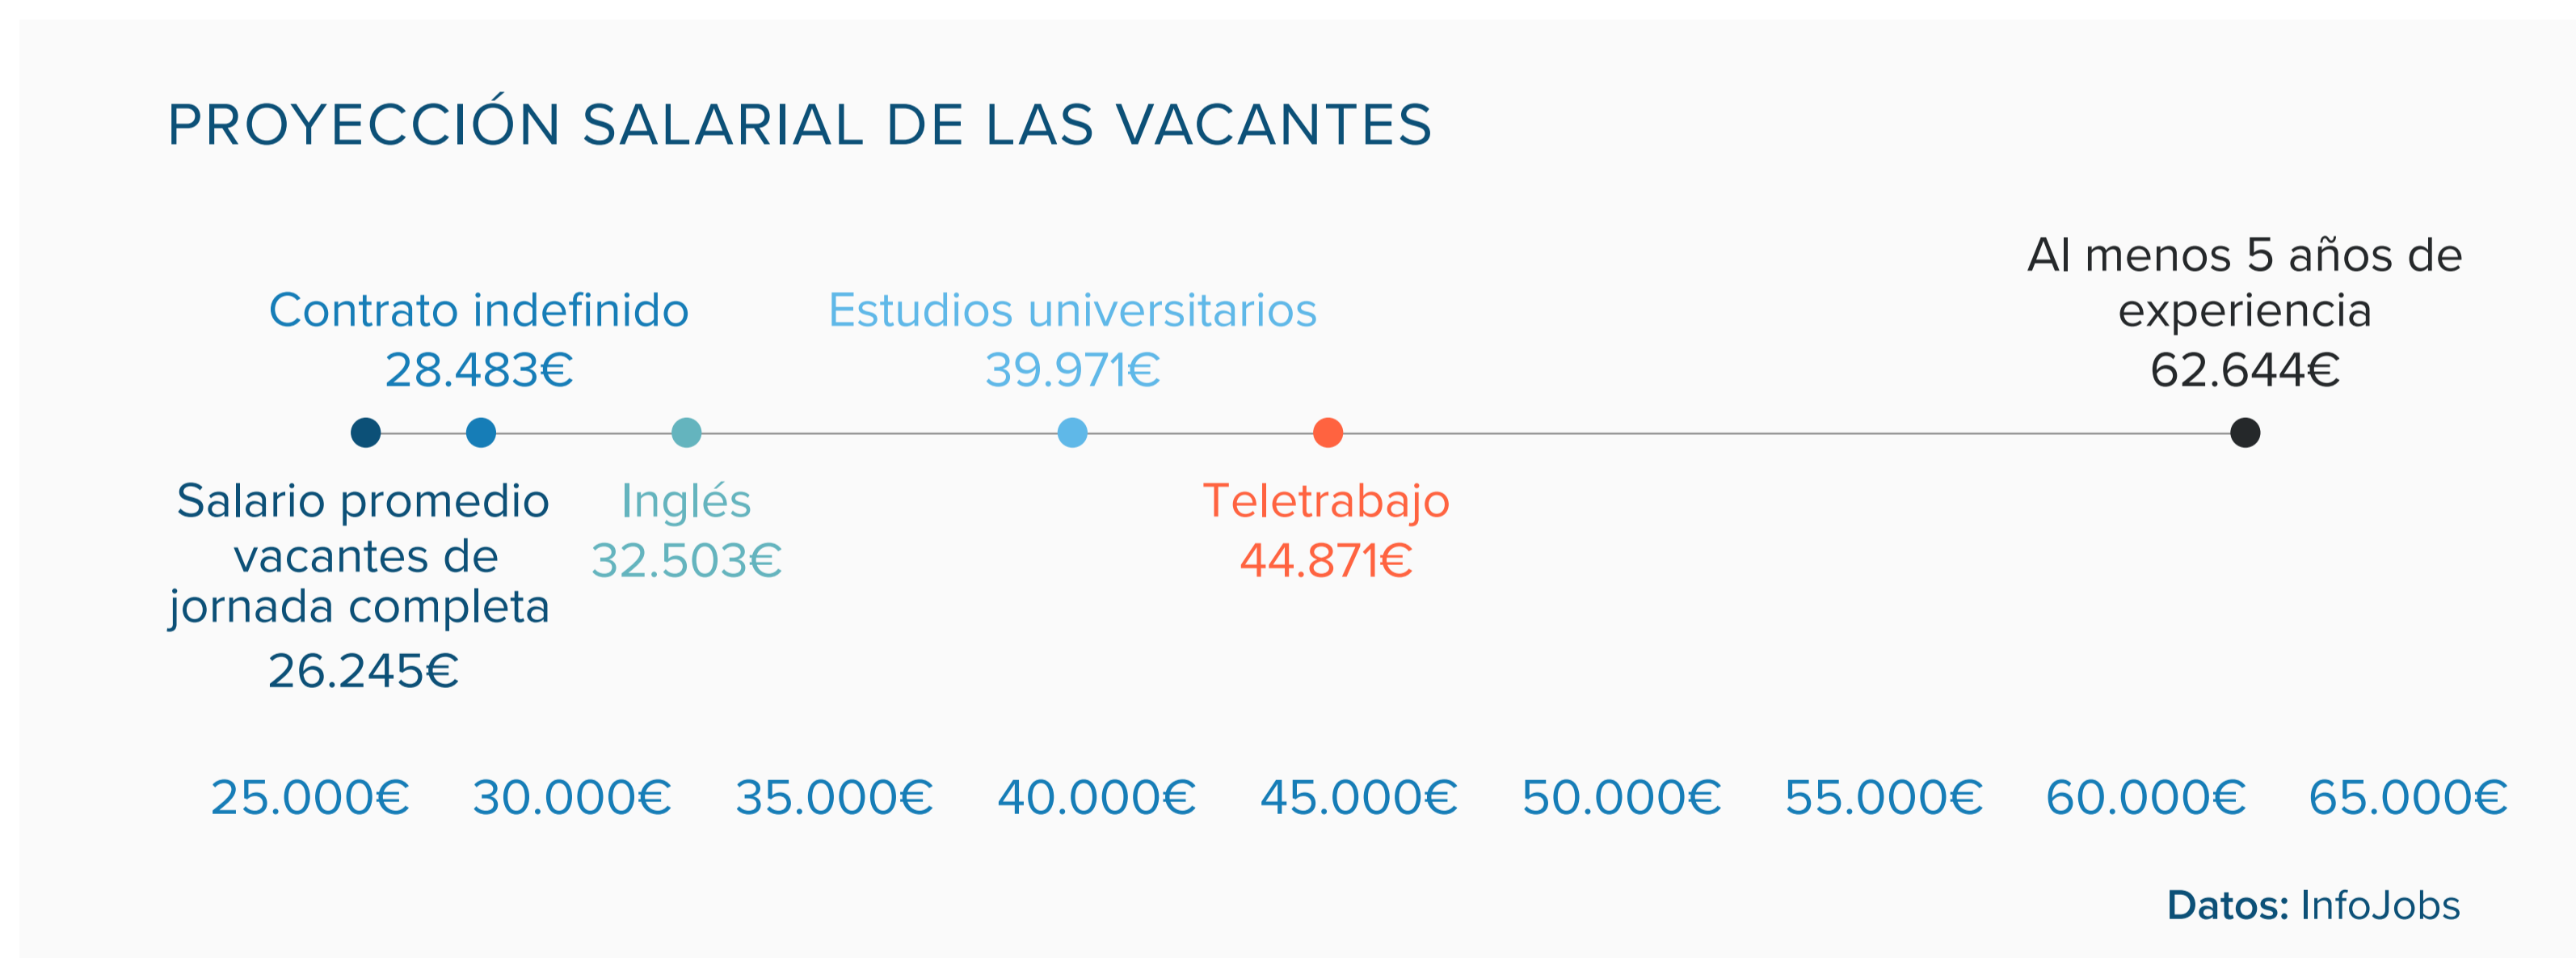 PROYECCIÓN SALARIAL DE LAS VACANTES
Contrato indefinido
28.483€
Estudios universitarios
39.971€
Al menos 5 años de
experiencia
62.644€
Salario promedio
vacantes de
jornada completa
26.245€
Inglés
32.503€
Teletrabajo
44.871€
25.000€ 30.000€ 35.000€ 40.000€ 45.000€ 50.000€ 55.000€ 60.000€ 65.000€
Datos: InfoJobs